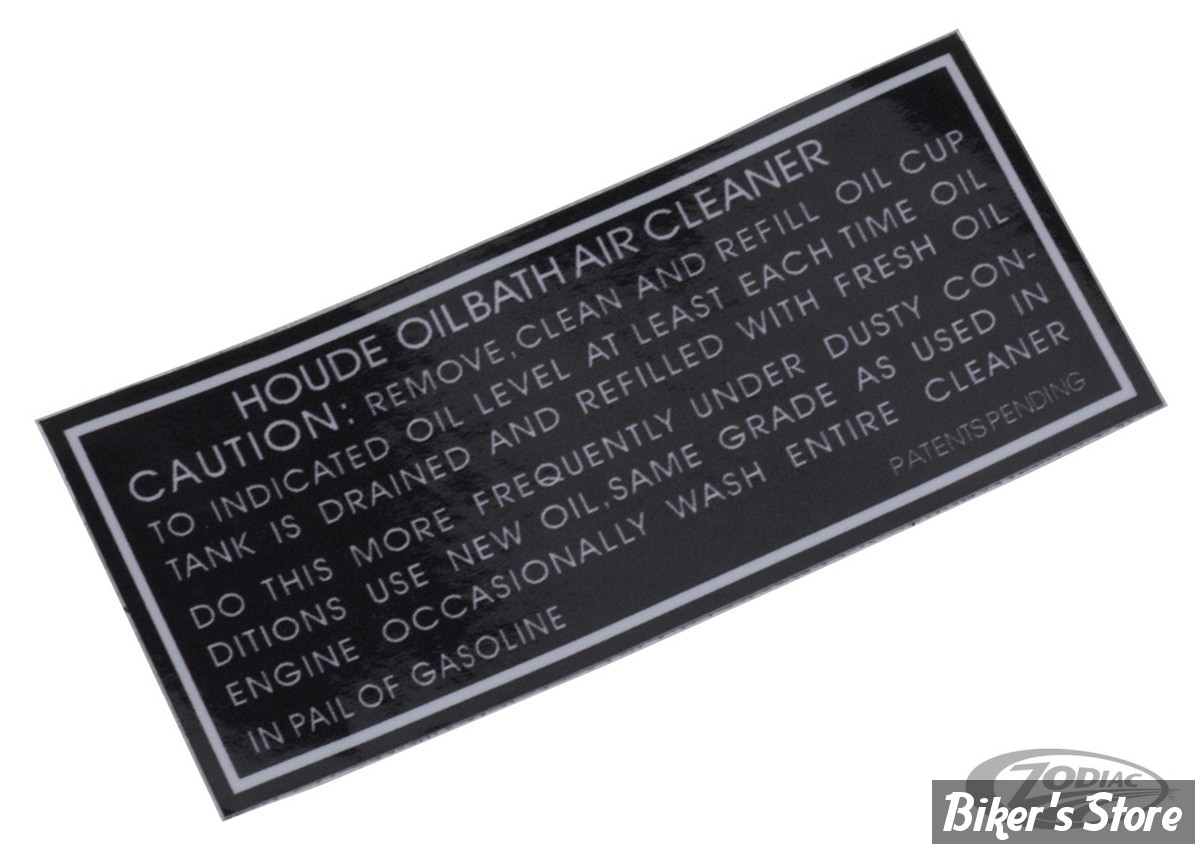 HOUDE OILBATH AIR CLEANER
CAUTION: REMOVE, CLEAN AND REFILL OIL CUP
TO INDICATED OIL LEVEL AT LEAST EACH TIME OIL
TANK IS DRAINED AND REFILLED WITH FRESH OIL
DO THIS MORE FREQUENTLY UNDER DUSTY CON-
DITIONS USE NEW OIL, SAME GRADE AS USED IN
ENGINE OCCASIONALLY WASH ENTIRE CLEANER
IN PAIL OF GASOLINE
PATENTS PENDING
ZODIAC
Biker's Store